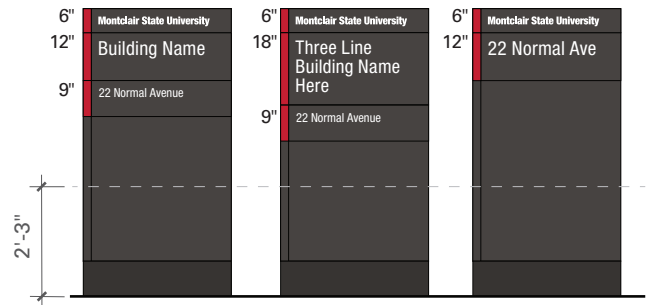 6" Montclair State University
12" Building Name
9" 22 Normal Avenue
6" Montclair State University
18" Three Line
Building Name
Here
9" 22 Normal Avenue
6" Montclair State University
12" 22 Normal Ave
2'-3"